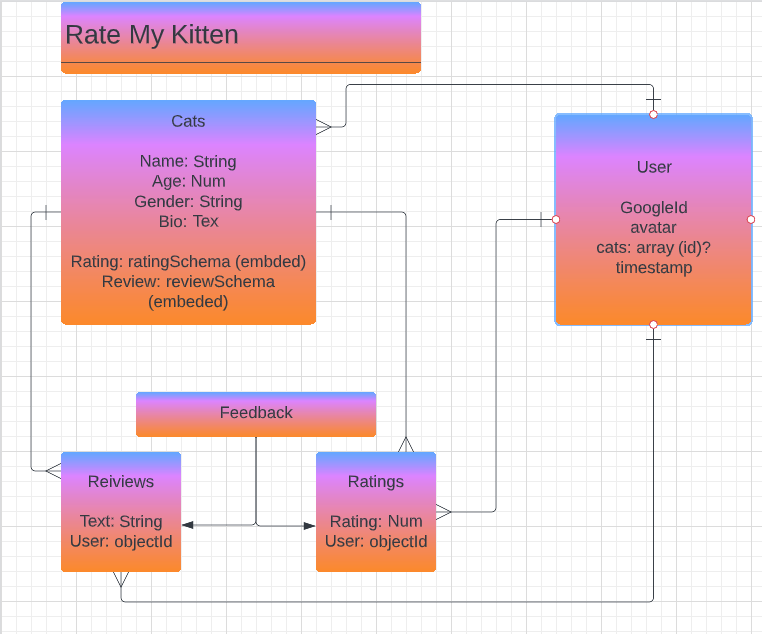 Rate My Kitten
Cats
Name: String
Age: Num
Gender: String
Bio: Tex
Rating: ratingSchema (embded)
Review: reviewSchema
(embeded)
User
GoogleId
avatar
cats: array (id)?
timestamp
Feedback
Reiviews
Text: String
User: objectId
Ratings
Rating: Num
User: objectId